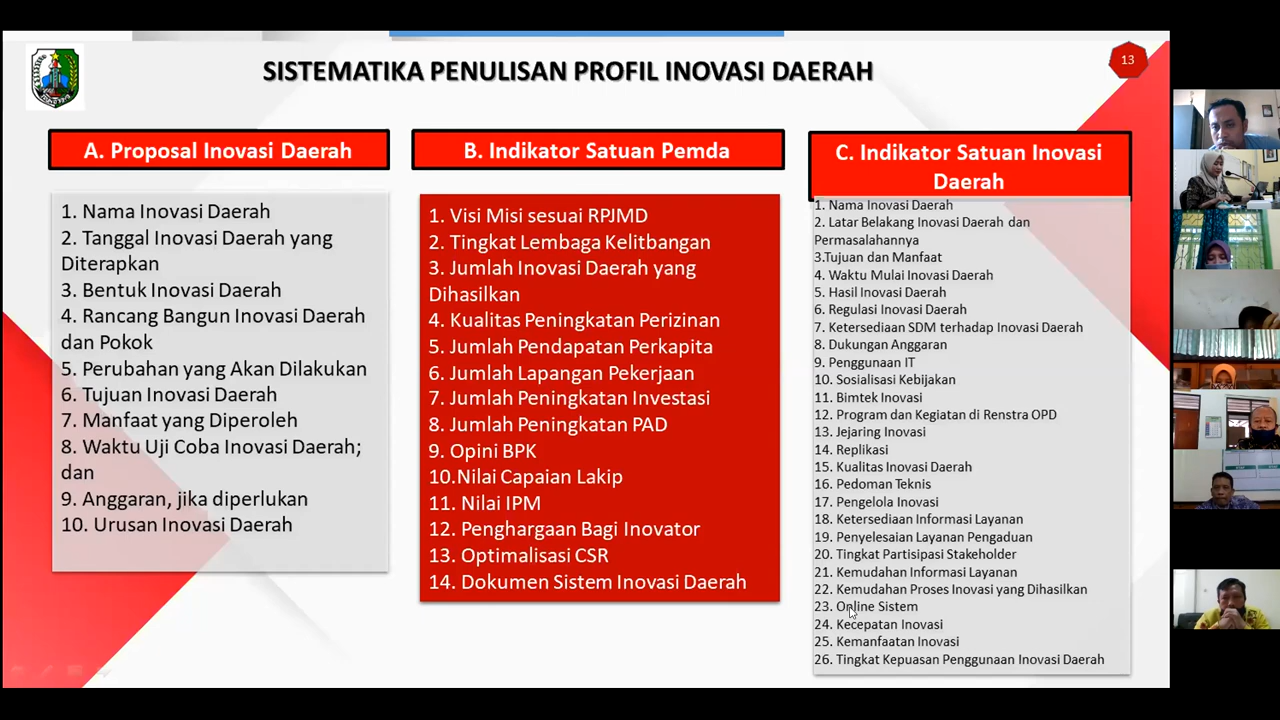 SISTEMATIKA PENULISAN PROFIL INOVASI DAERAH
13
A. Proposal Inovasi Daerah
1. Nama Inovasi Daerah
2. Tanggal Inovasi Daerah yang
Diterapkan
3. Bentuk Inovasi Daerah
4. Rancang Bangun Inovasi Daerah
dan Pokok
5. Perubahan yang Akan Dilakukan
6. Tujuan Inovasi Daerah
7. Manfaat yang Diperoleh
8. Waktu Uji Coba Inovasi Daerah;
dan
9. Anggaran, jika diperlukan
10. Urusan Inovasi Daerah
B. Indikator Satuan Pemda
1. Visi Misi sesuai RPJMD
2. Tingkat Lembaga Kelitbangan
3. Jumlah Inovasi Daerah yang
Dihasilkan
4. Kualitas Peningkatan Perizinan
5. Jumlah Pendapatan Perkapita
6. Jumlah Lapangan Pekerjaan
7. Jumlah Peningkatan Investasi
8. Jumlah Peningkatan PAD
9. Opini BPK
10.Nilai Capaian Lakip
11. Nilai IPM
12. Penghargaan Bagi Inovator
13. Optimalisasi CSR
14. Dokumen Sistem Inovasi Daerah
C. Indikator Satuan Inovasi
Daerah
1. Nama Inovasi Daerah
2. Latar Belakang Inovasi Daerah dan
Permasalahannya
3.Tujuan dan Manfaat
4. Waktu Mulai Inovasi Daerah
5. Hasil Inovasi Daerah
6. Regulasi Inovasi Daerah
7. Ketersediaan SDM terhadap Inovasi Daerah
8. Dukungan Anggaran
9. Penggunaan IT
10. Sosialisasi Kebijakan
11. Bimtek Inovasi
12. Program dan Kegiatan di Renstra OPD
13. Jejaring Inovasi
14. Replikasi
15. Kualitas Inovasi Daerah
16. Pedoman Teknis
17. Pengelola Inovasi
18. Ketersediaan Informasi Layanan
19. Penyelesaian Layanan Pengaduan
20. Tingkat Partisipasi Stakeholder
21. Kemudahan Informasi Layanan
22. Kemudahan Proses Inovasi yang Dihasilkan
23. Online Sistem
24. Kecepatan Inovasi
25. Kemanfaatan Inovasi
26. Tingkat Kepuasan Penggunaan Inovasi Daerah